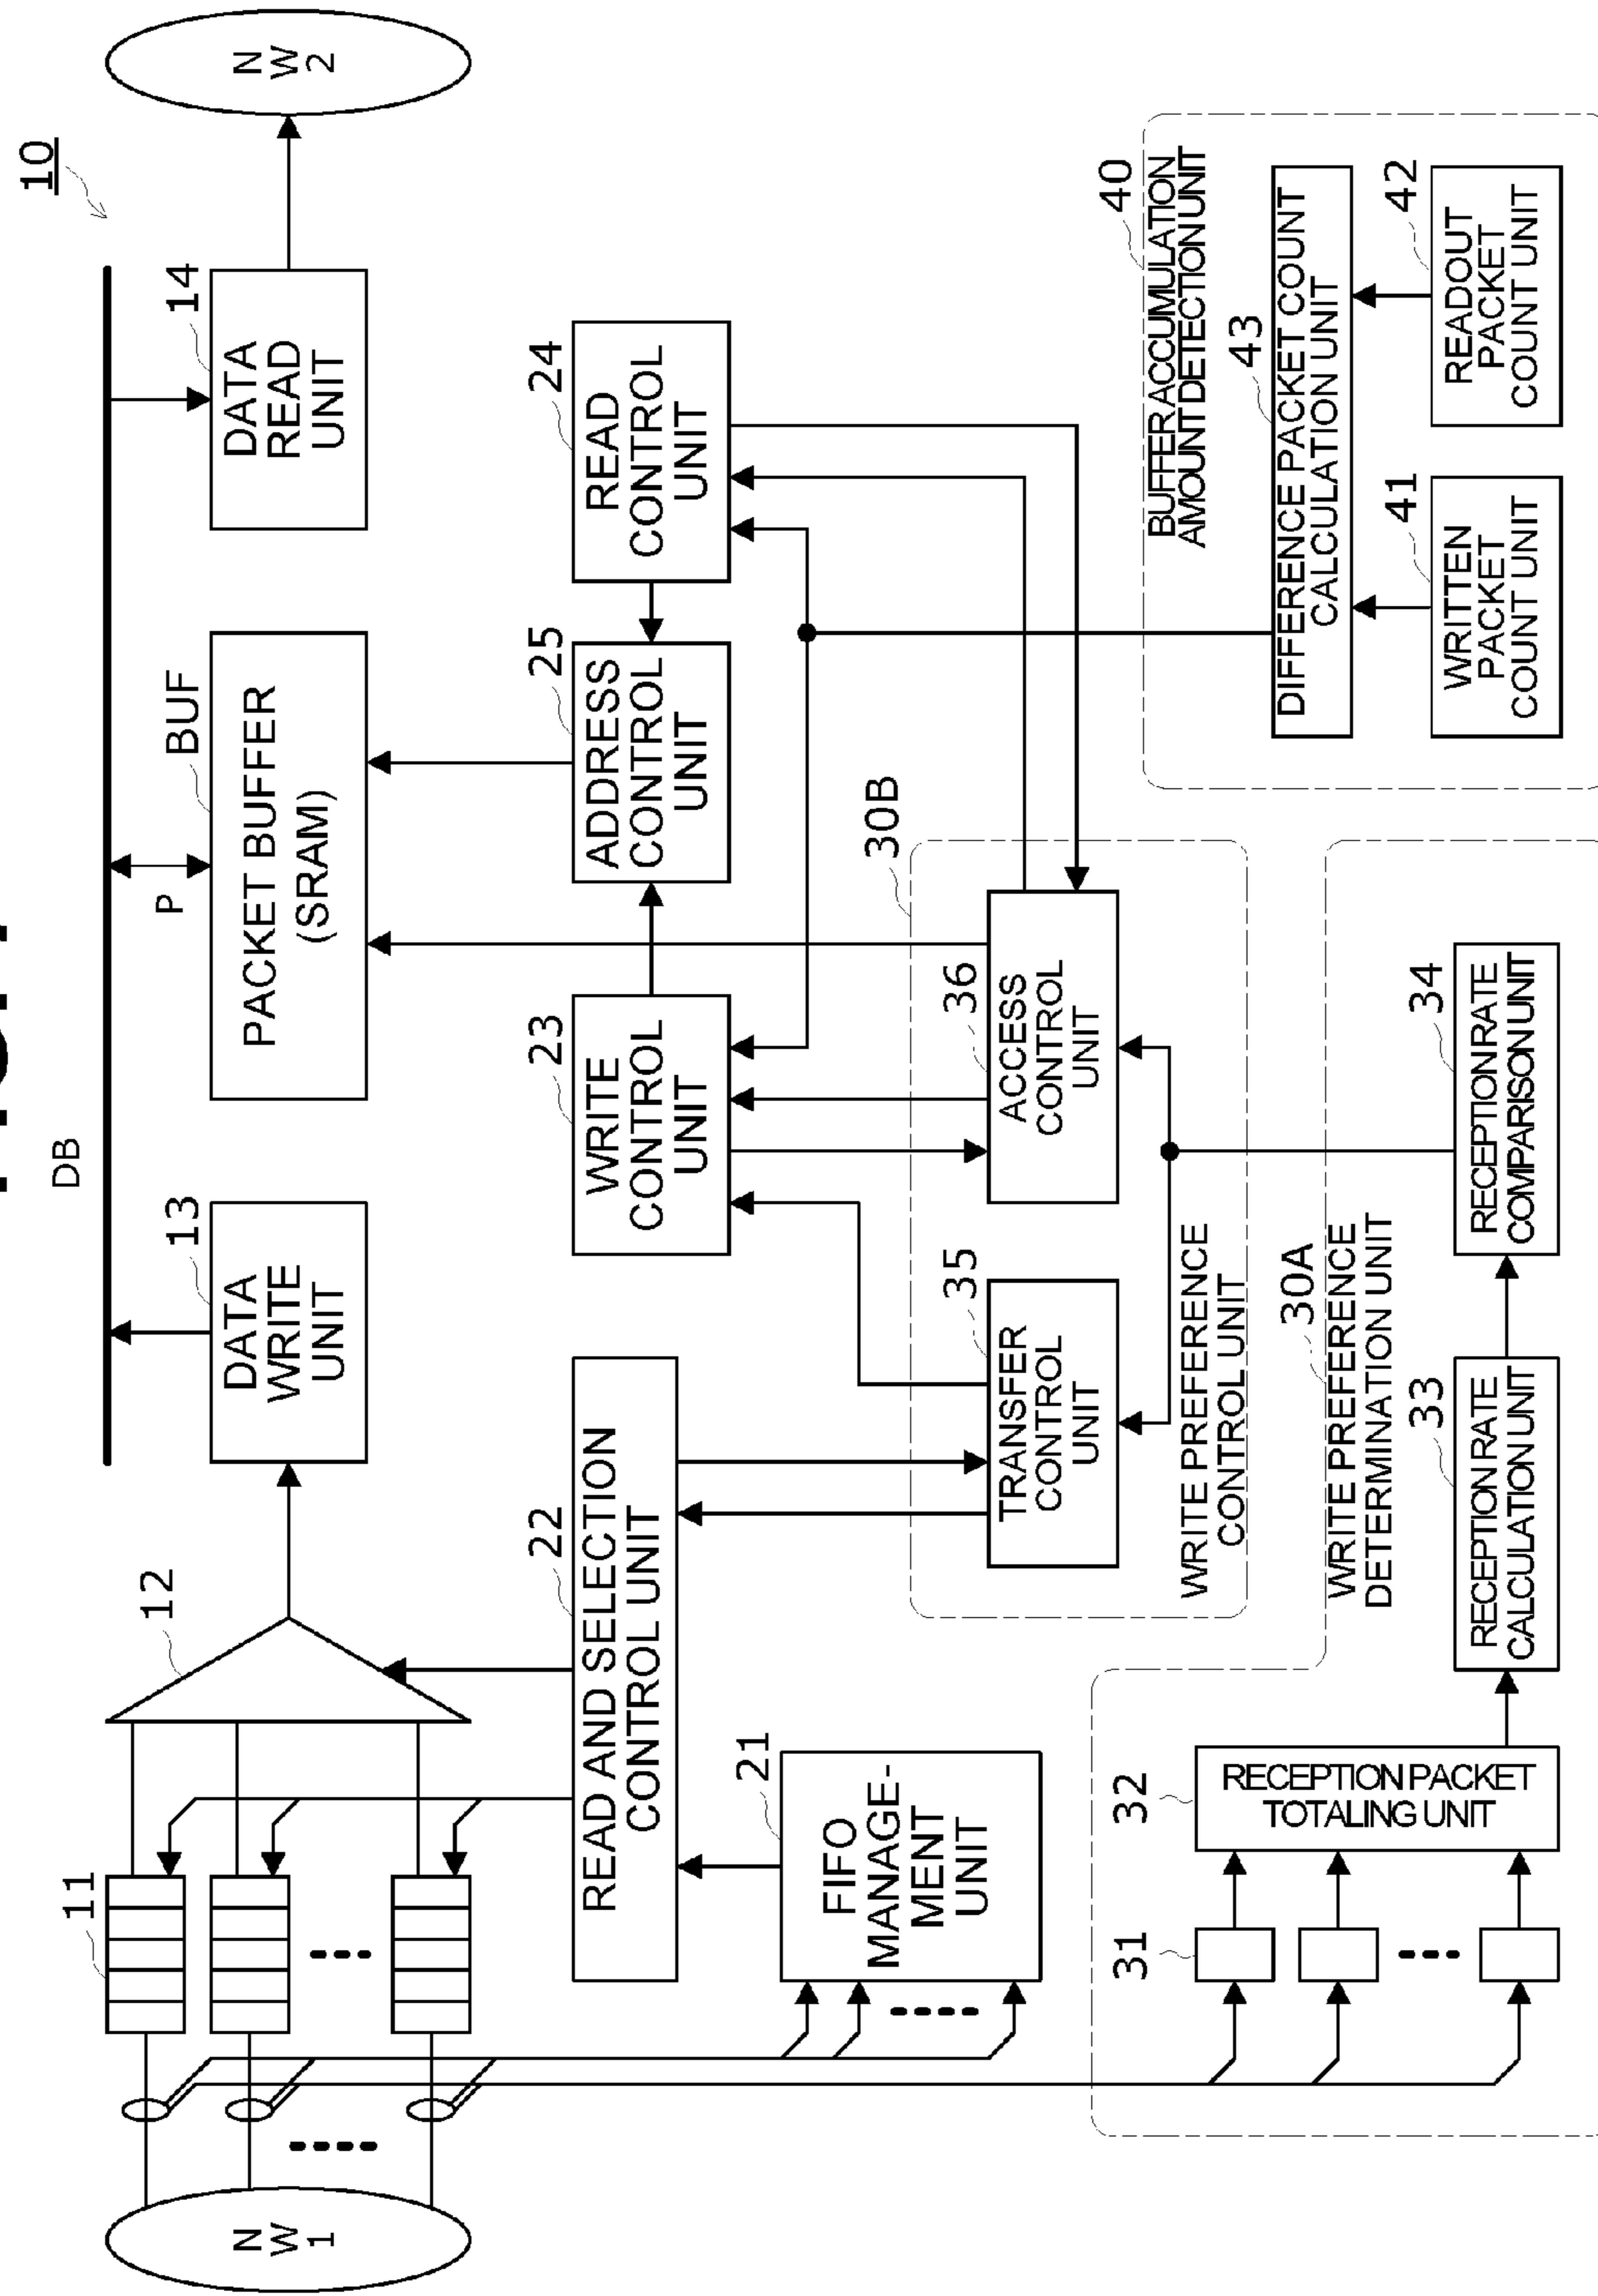 10
DB
NW1
11
12
13
DATA
WRITE
UNIT
P
BUF
PACKET BUFFER
(SRAM)
14
DATA
READ
UNIT
NW2
22
READ AND SELECTION
CONTROL UNIT
23
WRITE
CONTROL
UNIT
25
ADDRESS
CONTROL
UNIT
24
READ
CONTROL
UNIT
21
FIFO
MANAGE-
MENT
UNIT
30B
35
TRANSFER
CONTROL
UNIT
36
ACCESS
CONTROL
UNIT
WRITE PREFERENCE
CONTROL UNIT
30A
WRITE PREFERENCE
DETERMINATION UNIT
31
32
RECEPTION PACKET
TOTALING UNIT
33
RECEPTION RATE
CALCULATION UNIT
34
RECEPTION RATE
COMPARISON UNIT
40
BUFFER ACCUMULATION
AMOUNT DETECTION UNIT
43
DIFFERENCE PACKET COUNT
CALCULATION UNIT
41
WRITTEN
PACKET
COUNT UNIT
42
READOUT
PACKET
COUNT UNIT